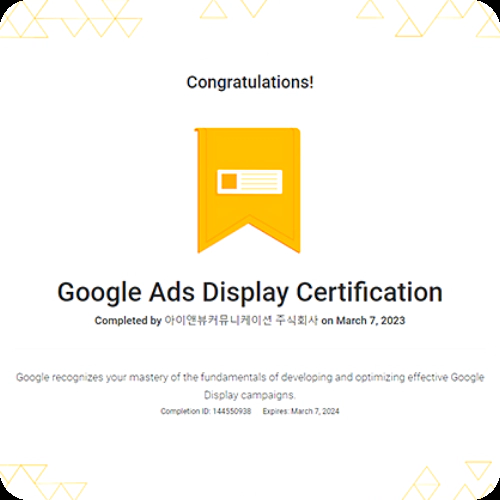 Congratulations!
Google Ads Display Certification
Completed by 아이앤뷰커뮤니케이션 주식회사 on March 7, 2023
Google recognizes your mastery of the fundamentals of developing and optimizing effective Google
Display campaigns.
Completion ID: 144550938 Expires: March 7, 2024